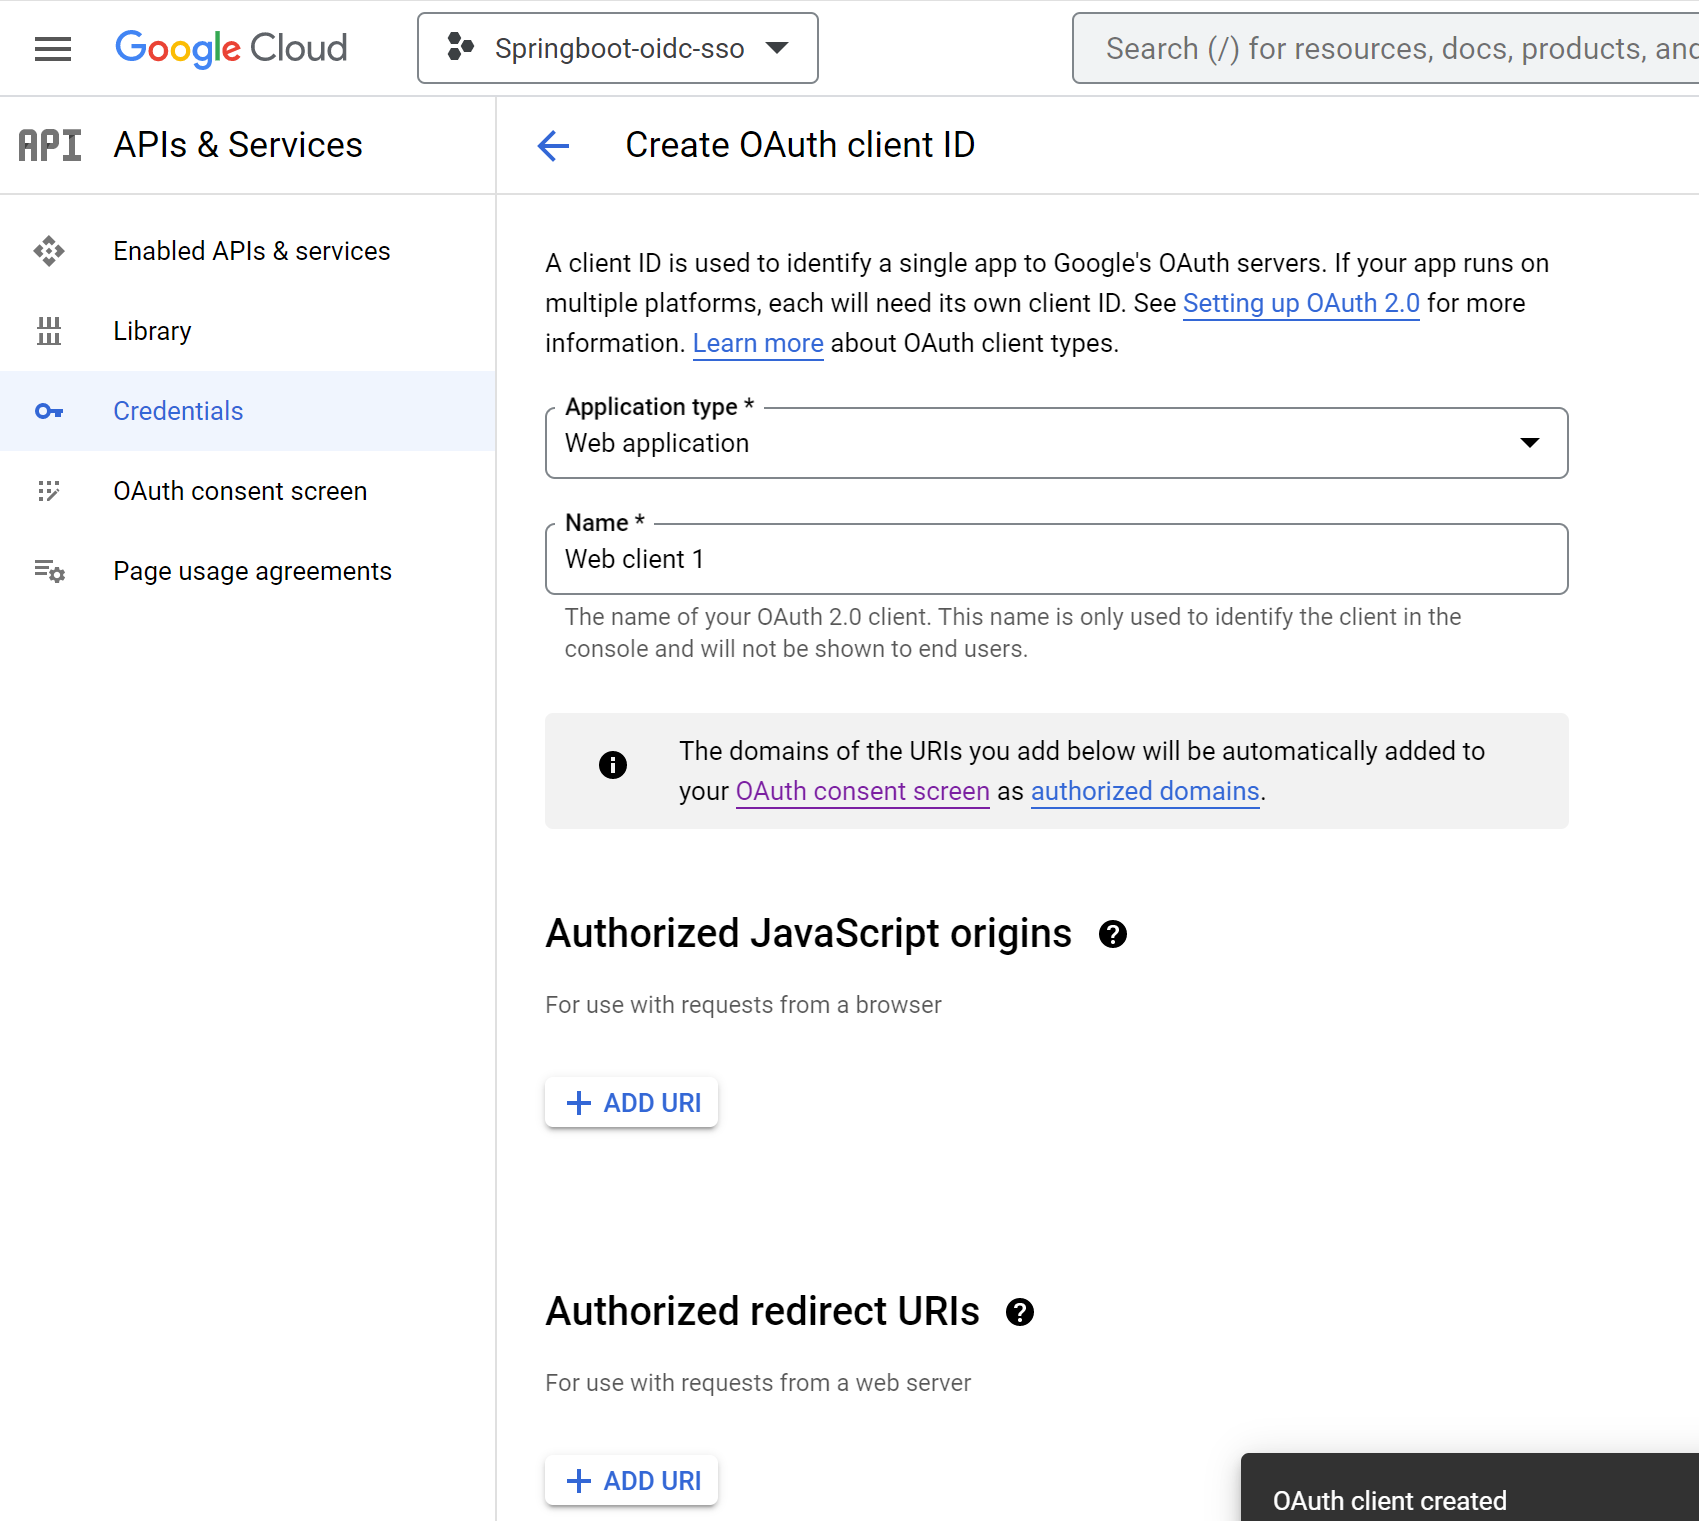 Google Cloud
Springboot-oidc-sso
Search (/) for resources, docs, products, and
API
APIs & Services
Create OAuth client ID
Enabled APIs & services
Library
Credentials
OAuth consent screen
Page usage agreements
A client ID is used to identify a single app to Google's OAuth servers. If your app runs on
multiple platforms, each will need its own client ID. See Setting up OAuth 2.0 for more
information. Learn more about OAuth client types.
Application type *
Web application
Name *
Web client 1
The name of your OAuth 2.0 client. This name is only used to identify the client in the
console and will not be shown to end users.
The domains of the URIs you add below will be automatically added to
your OAuth consent screen as authorized domains.
Authorized JavaScript origins
For use with requests from a browser
ADD URI
Authorized redirect URIs
For use with requests from a web server
ADD URI
OAuth client created